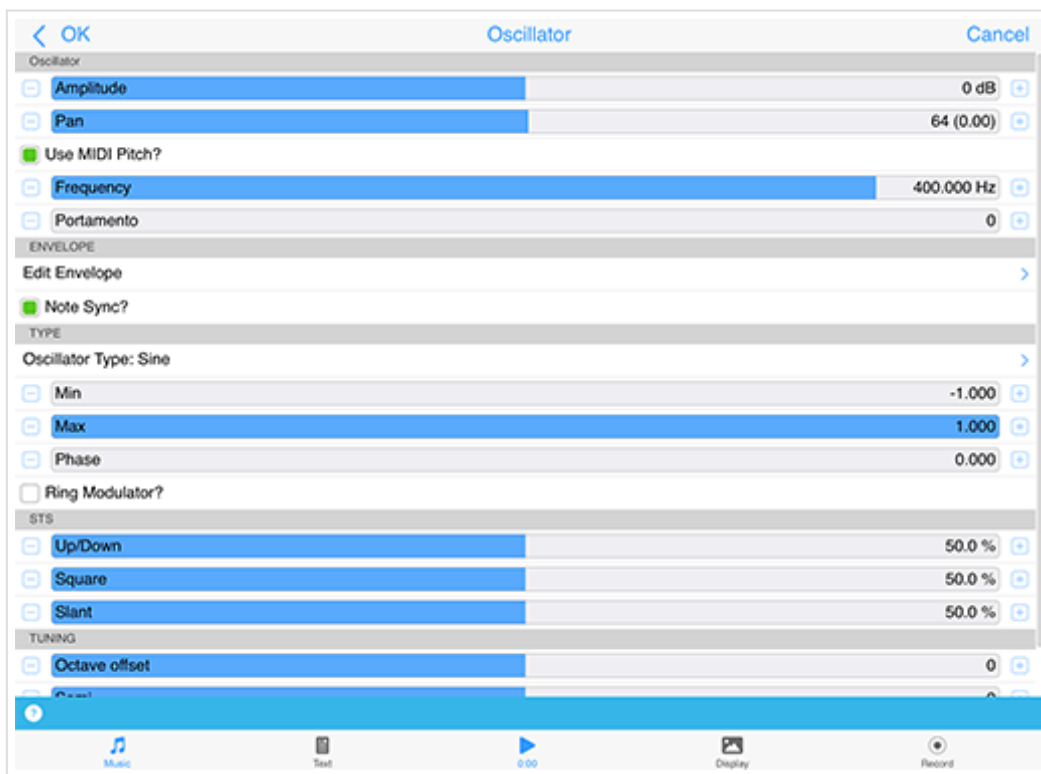 OK Oscillator Cancel
Oscillator
Amplitude 0 dB
Pan 64 (0.00)
Use MIDI Pitch?
Frequency 400.000 Hz
Portamento 0
ENVELOPE
Edit Envelope
Note Sync?
TYPE
Oscillator Type: Sine
Min -1.000
Max 1.000
Phase 0.000
Ring Modulator?
STS
Up/Down 50.0 %
Square 50.0 %
Slant 50.0 %
TUNING
Octave offset 0
?
Music Text 0:00 Display Record